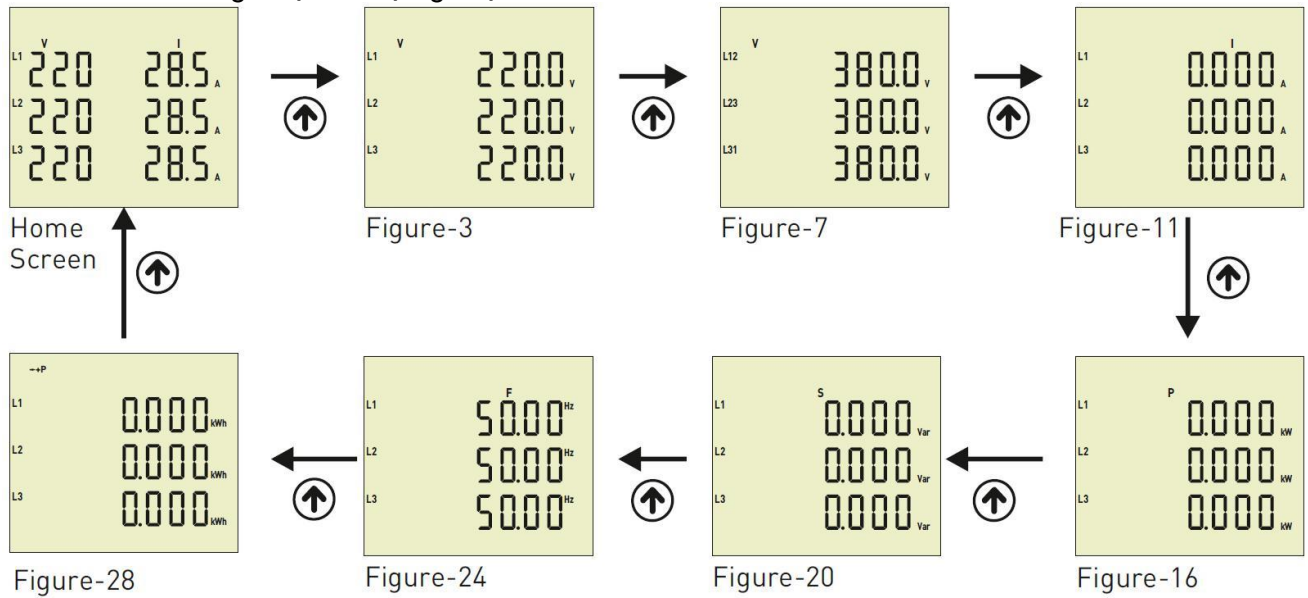 V I
L1 220 28.5 A
L2 220 28.5 A
L3 220 28.5 A
Home
Screen
V
L1 220.0 V
L2 220.0 V
L3 220.0 V
Figure-3
V
L12 380.0 V
L23 380.0 V
L31 380.0 V
Figure-7
I
L1 0.000 A
L2 0.000 A
L3 0.000 A
Figure-11
P
L1 0.000 kW
L2 0.000 kW
L3 0.000 kW
Figure-16
S
L1 0.000 Var
L2 0.000 Var
L3 0.000 Var
Figure-20
F
L1 50.00 Hz
L2 50.00 Hz
L3 50.00 Hz
Figure-24
→P
L1 0.000 kWh
L2 0.000 kWh
L3 0.000 kWh
Figure-28